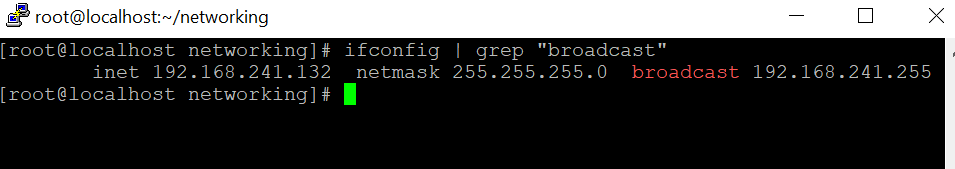 root@localhost:~/networking
[root@localhost networking]# ifconfig | grep "broadcast"
inet 192.168.241.132 netmask 255.255.255.0 broadcast 192.168.241.255
[root@localhost networking]#